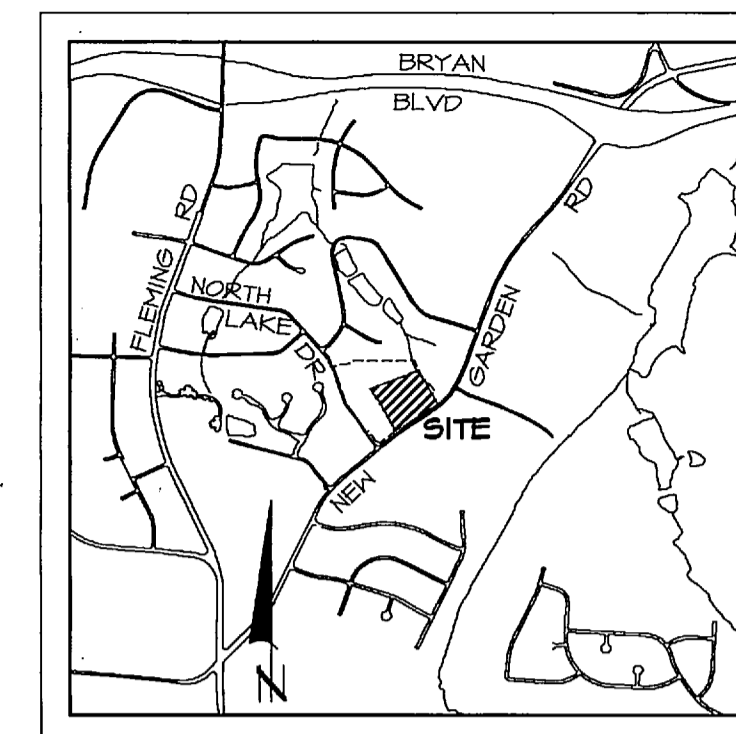 BRYAN
BLVD
RD
RD
FLEMING
NORTH
LAKE
DR
GARDEN
SITE
NEW
N